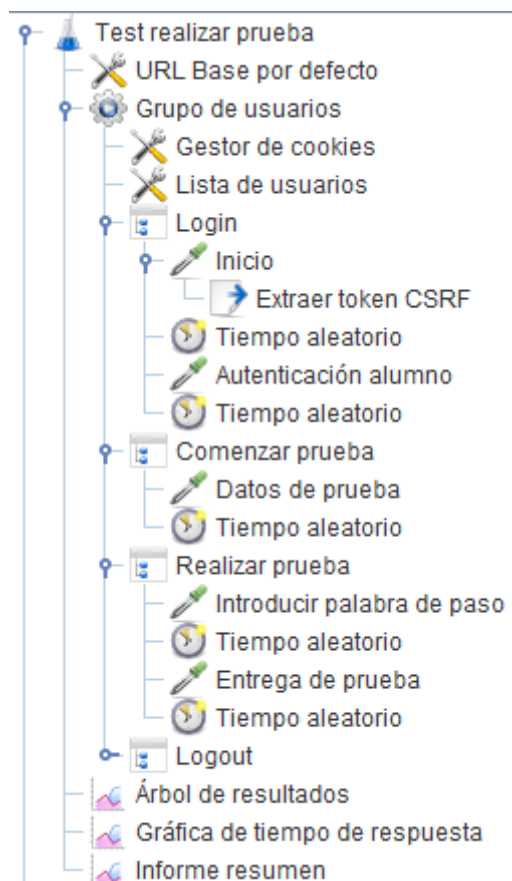 Test realizar prueba
URL Base por defecto
Grupo de usuarios
Gestor de cookies
Lista de usuarios
Login
Inicio
Extraer token CSRF
Tiempo aleatorio
Autenticación alumno
Tiempo aleatorio
Comenzar prueba
Datos de prueba
Tiempo aleatorio
Realizar prueba
Introducir palabra de paso
Tiempo aleatorio
Entrega de prueba
Tiempo aleatorio
Logout
Árbol de resultados
Gráfica de tiempo de respuesta
Informe resumen